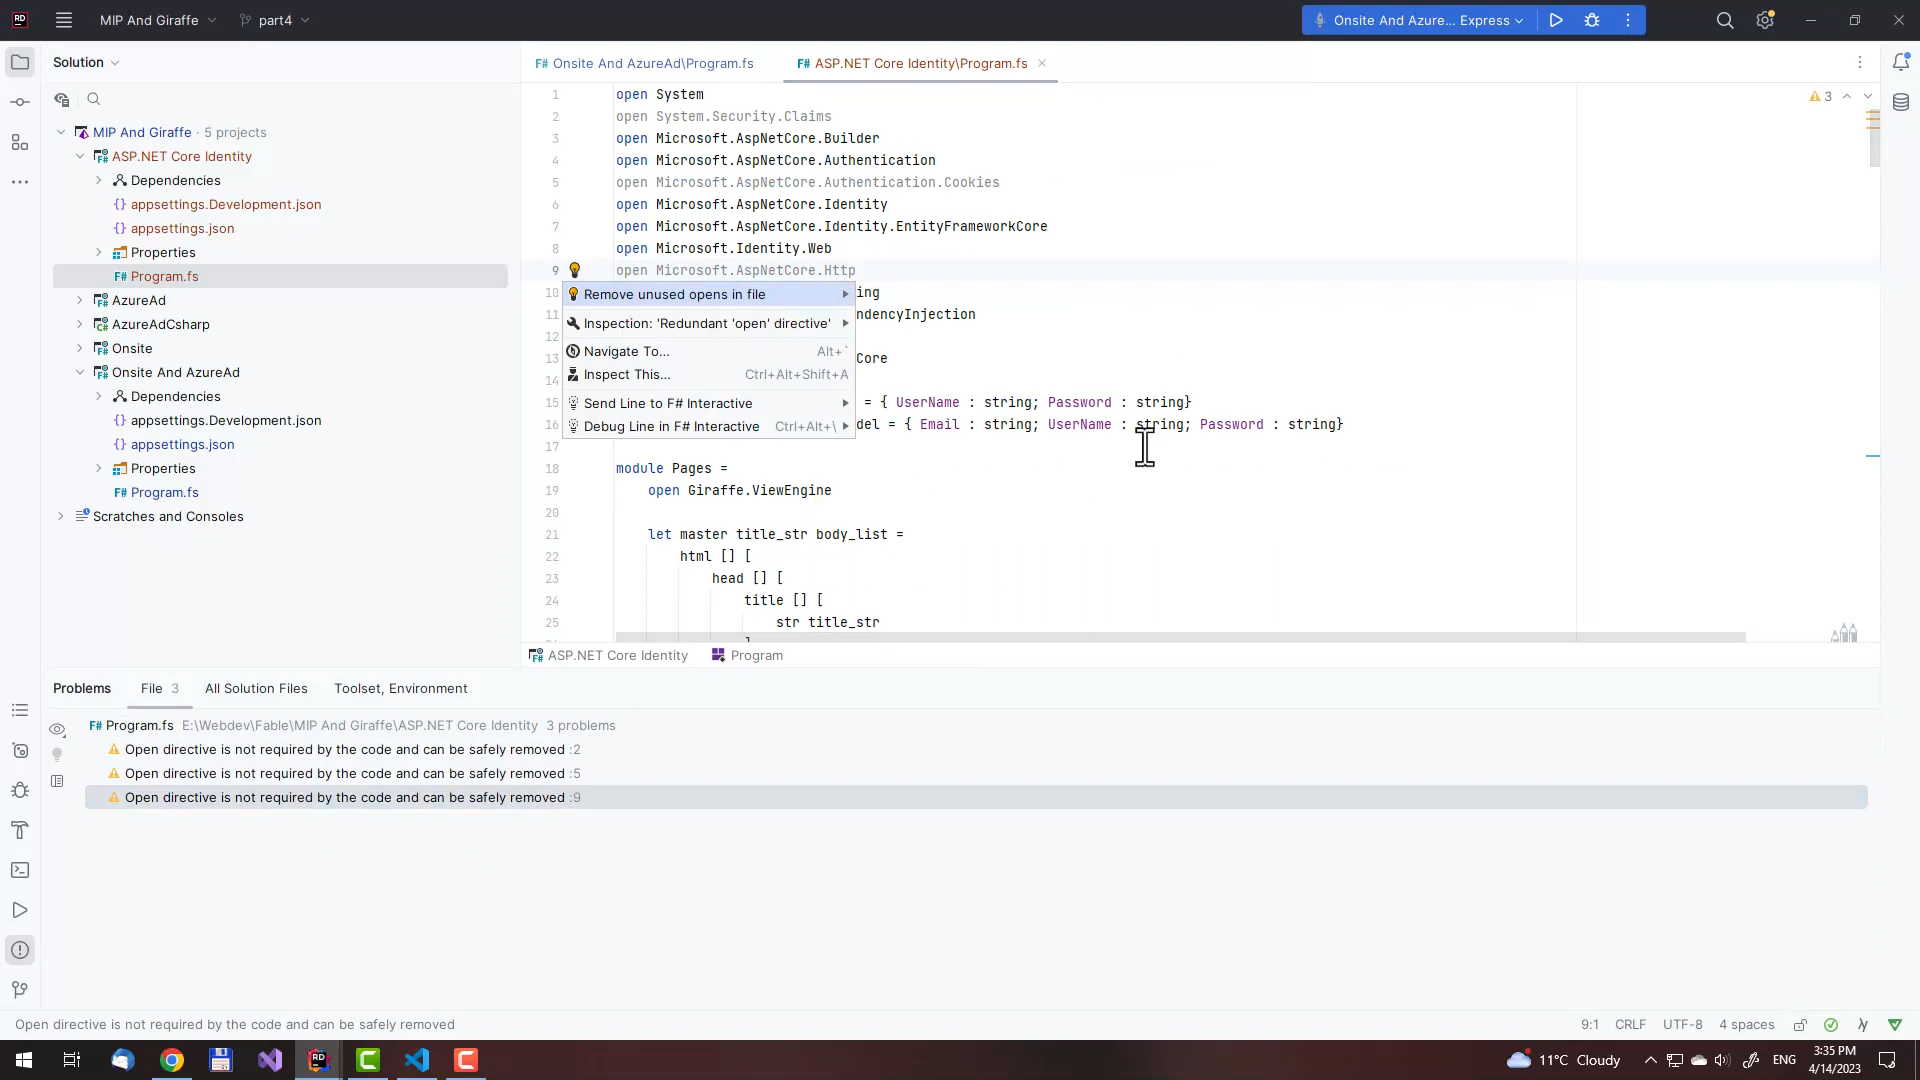 RD MIP And Giraffe part4 Onsite And Azure... Express
Solution
F# Onsite And AzureAd\Program.fs F# ASP.NET Core Identity\Program.fs
MIP And Giraffe · 5 projects
ASP.NET Core Identity
Dependencies
appsettings.Development.json
appsettings.json
Properties
F# Program.fs
AzureAd
AzureAdCsharp
Onsite
Onsite And AzureAd
Dependencies
appsettings.Development.json
appsettings.json
Properties
F# Program.fs
Scratches and Consoles
3
1 open System
2 open System.Security.Claims
3 open Microsoft.AspNetCore.Builder
4 open Microsoft.AspNetCore.Authentication
5 open Microsoft.AspNetCore.Authentication.Cookies
6 open Microsoft.AspNetCore.Identity
7 open Microsoft.AspNetCore.Identity.EntityFrameworkCore
8 open Microsoft.Identity.Web
9 open Microsoft.AspNetCore.Http
10 ing
11 ndencyInjection
12
13 Core
14
15 = { UserName : string; Password : string}
16 del = { Email : string; UserName : string; Password : string}
17
18 module Pages =
19 open Giraffe.ViewEngine
20
21 let master title_str body_list =
22 html [] [
23 head [] [
24 title [] [
25 str title_str
]
Remove unused opens in file
Inspection: 'Redundant 'open' directive'
Navigate To... Alt+`
Inspect This... Ctrl+Alt+Shift+A
Send Line to F# Interactive
Debug Line in F# Interactive Ctrl+Alt+\
ASP.NET Core Identity Program
Problems File 3 All Solution Files Toolset, Environment
F# Program.fs E:\Webdev\Fable\MIP And Giraffe\ASP.NET Core Identity 3 problems
Open directive is not required by the code and can be safely removed :2
Open directive is not required by the code and can be safely removed :5
Open directive is not required by the code and can be safely removed :9
Open directive is not required by the code and can be safely removed 9:1 CRLF UTF-8 4 spaces
RD 11°C Cloudy ENG 3:35 PM
4/14/2023